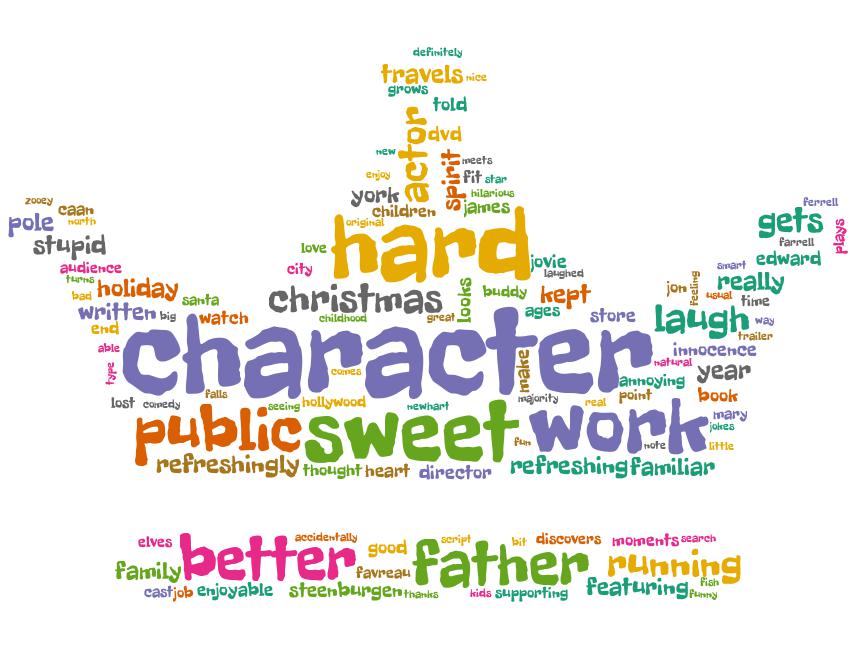 definitely
travels nice
grows
told
actor dvd
new spirit meets
enjoy fit star
york hilarious
zooey children james ferrell
caan original
pole north gets plays
stupid love hard farrell
audience city jovie edward
turns laughed smart
holiday christmas looks buddy kept jon feeling really
bad santa usual time
written big watch childhood great ages store laugh way
end trailer
able character natural innocence
type comes make annoying year
falls majority point book
lost comedy seeing hollywood newhart real mary
public sweet fun work note jokes
little
refreshingly thought heart director refreshing familiar
elves accidentally script bit discovers moments search
better good father
family favreau running
fish
cast job enjoyable steenburgen thanks kids supporting featuring funny